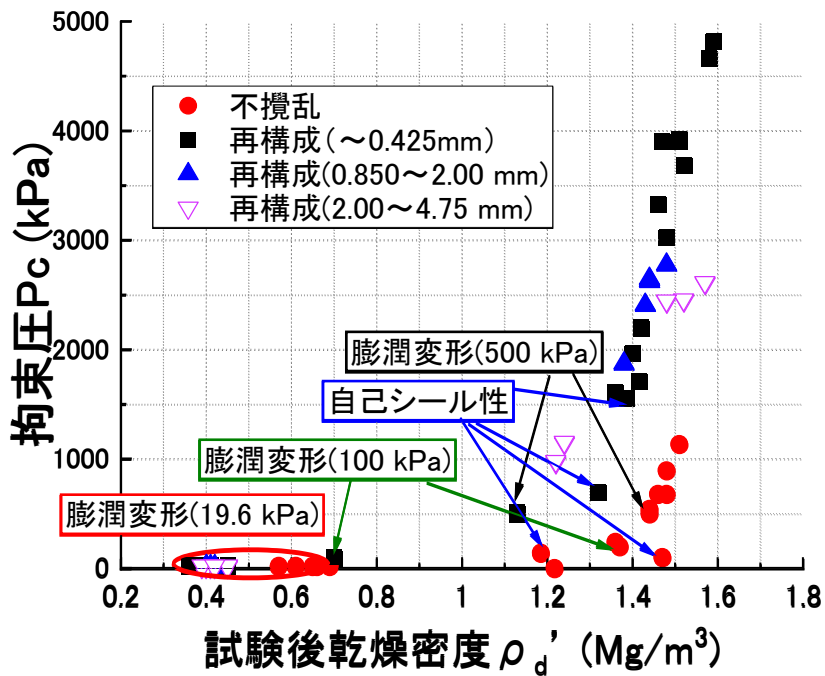 5000
4000
3000
2000
1000
0
拘束圧Pc (kPa)
不攪乱
再構成(～0.425mm)
再構成(0.850～2.00 mm)
再構成(2.00～4.75 mm)
膨潤変形(500 kPa)
自己シール性
膨潤変形(100 kPa)
膨潤変形(19.6 kPa)
0.2 0.4 0.6 0.8 1 1.2 1.4 1.6 1.8
試験後乾燥密度ρd’ (Mg/m³)